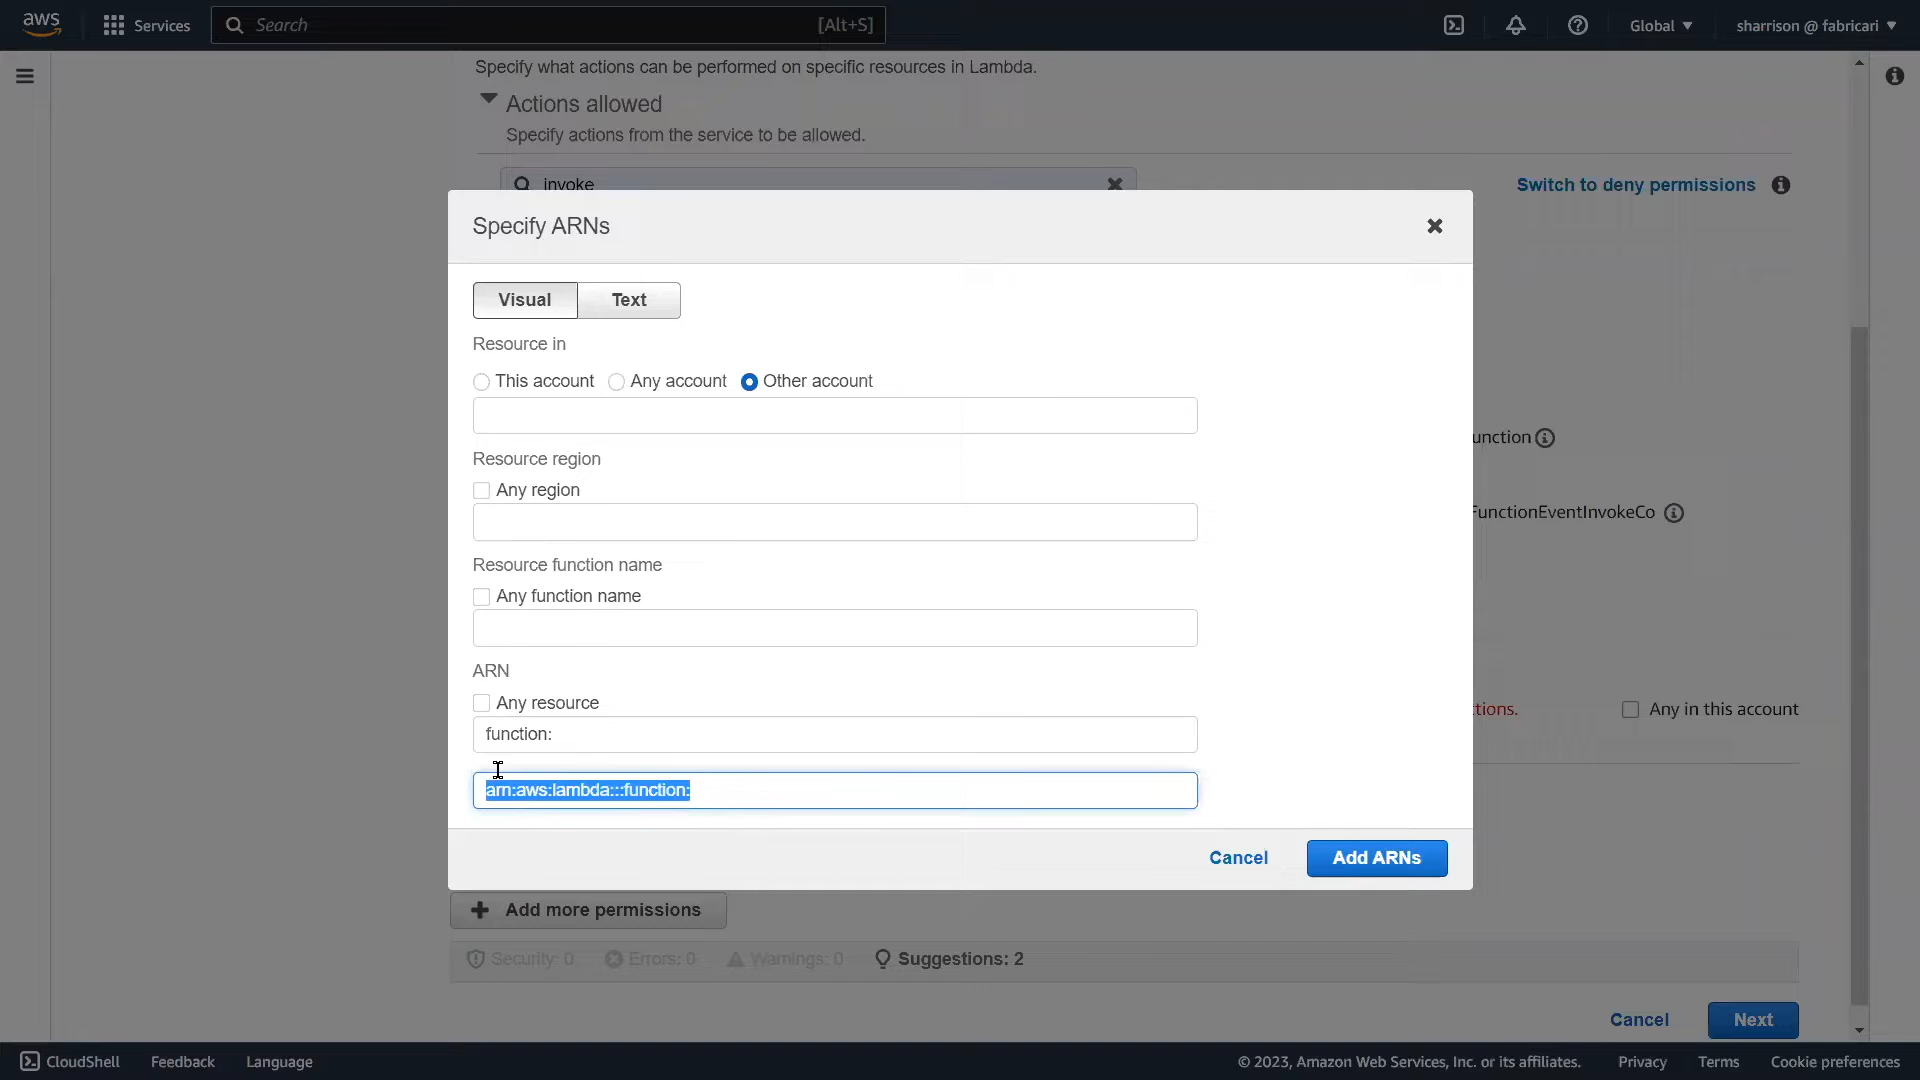 aws
Services
Search
[Alt+S]
Global
sharrison @ fabricari
Specify what actions can be performed on specific resources in Lambda.
Actions allowed
Specify actions from the service to be allowed.
invoke
Switch to deny permissions
Specify ARNs
Visual
Text
Resource in
This account
Any account
Other account
unction
Resource region
Any region
FunctionEventInvokeCo
Resource function name
Any function name
ARN
Any resource
tions.
Any in this account
function:
arn:aws:lambda:::function:
Cancel
Add ARNs
Add more permissions
Security: 0
Errors: 0
Warnings: 0
Suggestions: 2
Cancel
Next
CloudShell
Feedback
Language
© 2023, Amazon Web Services, Inc. or its affiliates.
Privacy
Terms
Cookie preferences